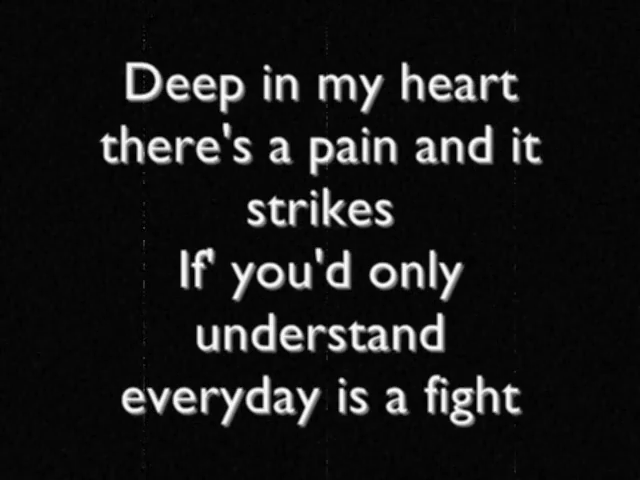 Deep in my heart
there's a pain and it
strikes
If' you'd only
understand
everyday is a fight